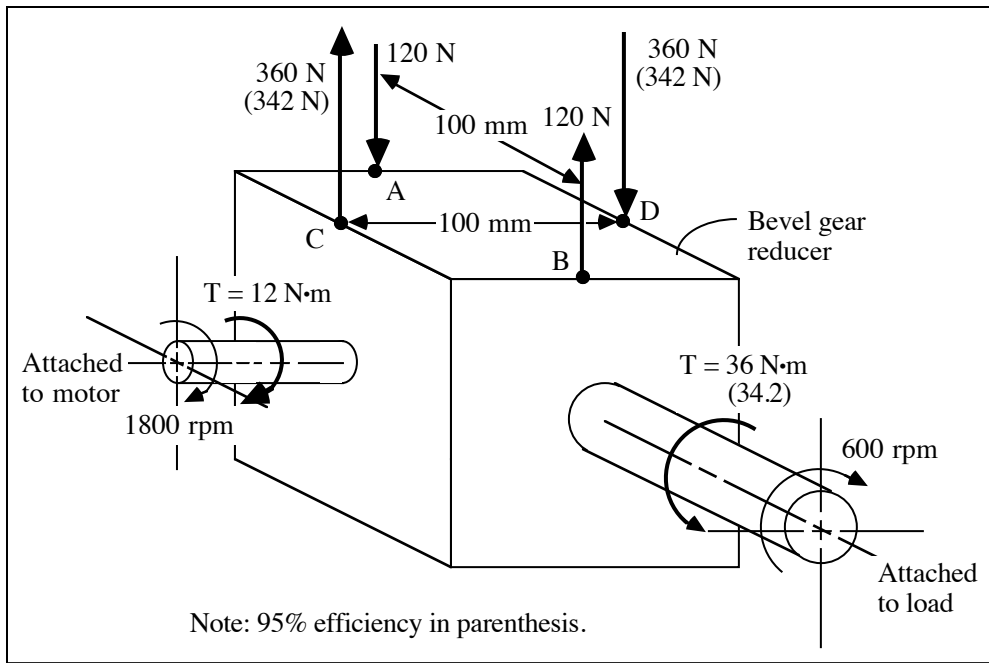 360 N
(342 N)
120 N
360 N
(342 N)
100 mm
120 N
A
100 mm
D
C
B
Bevel gear
reducer
T = 12 N•m
Attached
to motor
1800 rpm
T = 36 N•m
(34.2)
600 rpm
Attached
to load
Note: 95% efficiency in parenthesis.